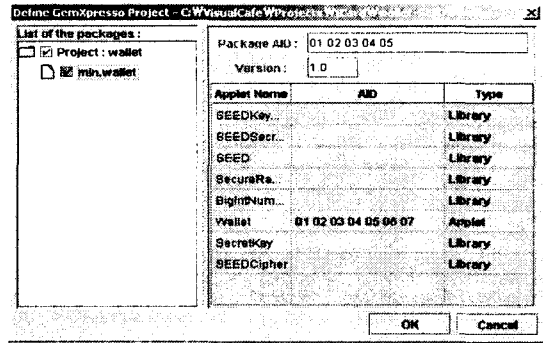 Define GemXpresso Project - C:₩VisualCafe₩Projects₩
List of the packages :
Project : wallet
min.wallet
Package AID : 01 02 03 04 05
Version : 1.0
Applet Name AID Type
SEEDKey... Library
SEEDSecr... Library
SEED Library
SecureRa... Library
BigIntNum... Library
Wallet 01 02 03 04 05 06 07 Applet
SecretKey Library
SEEDCipher Library
OK Cancel